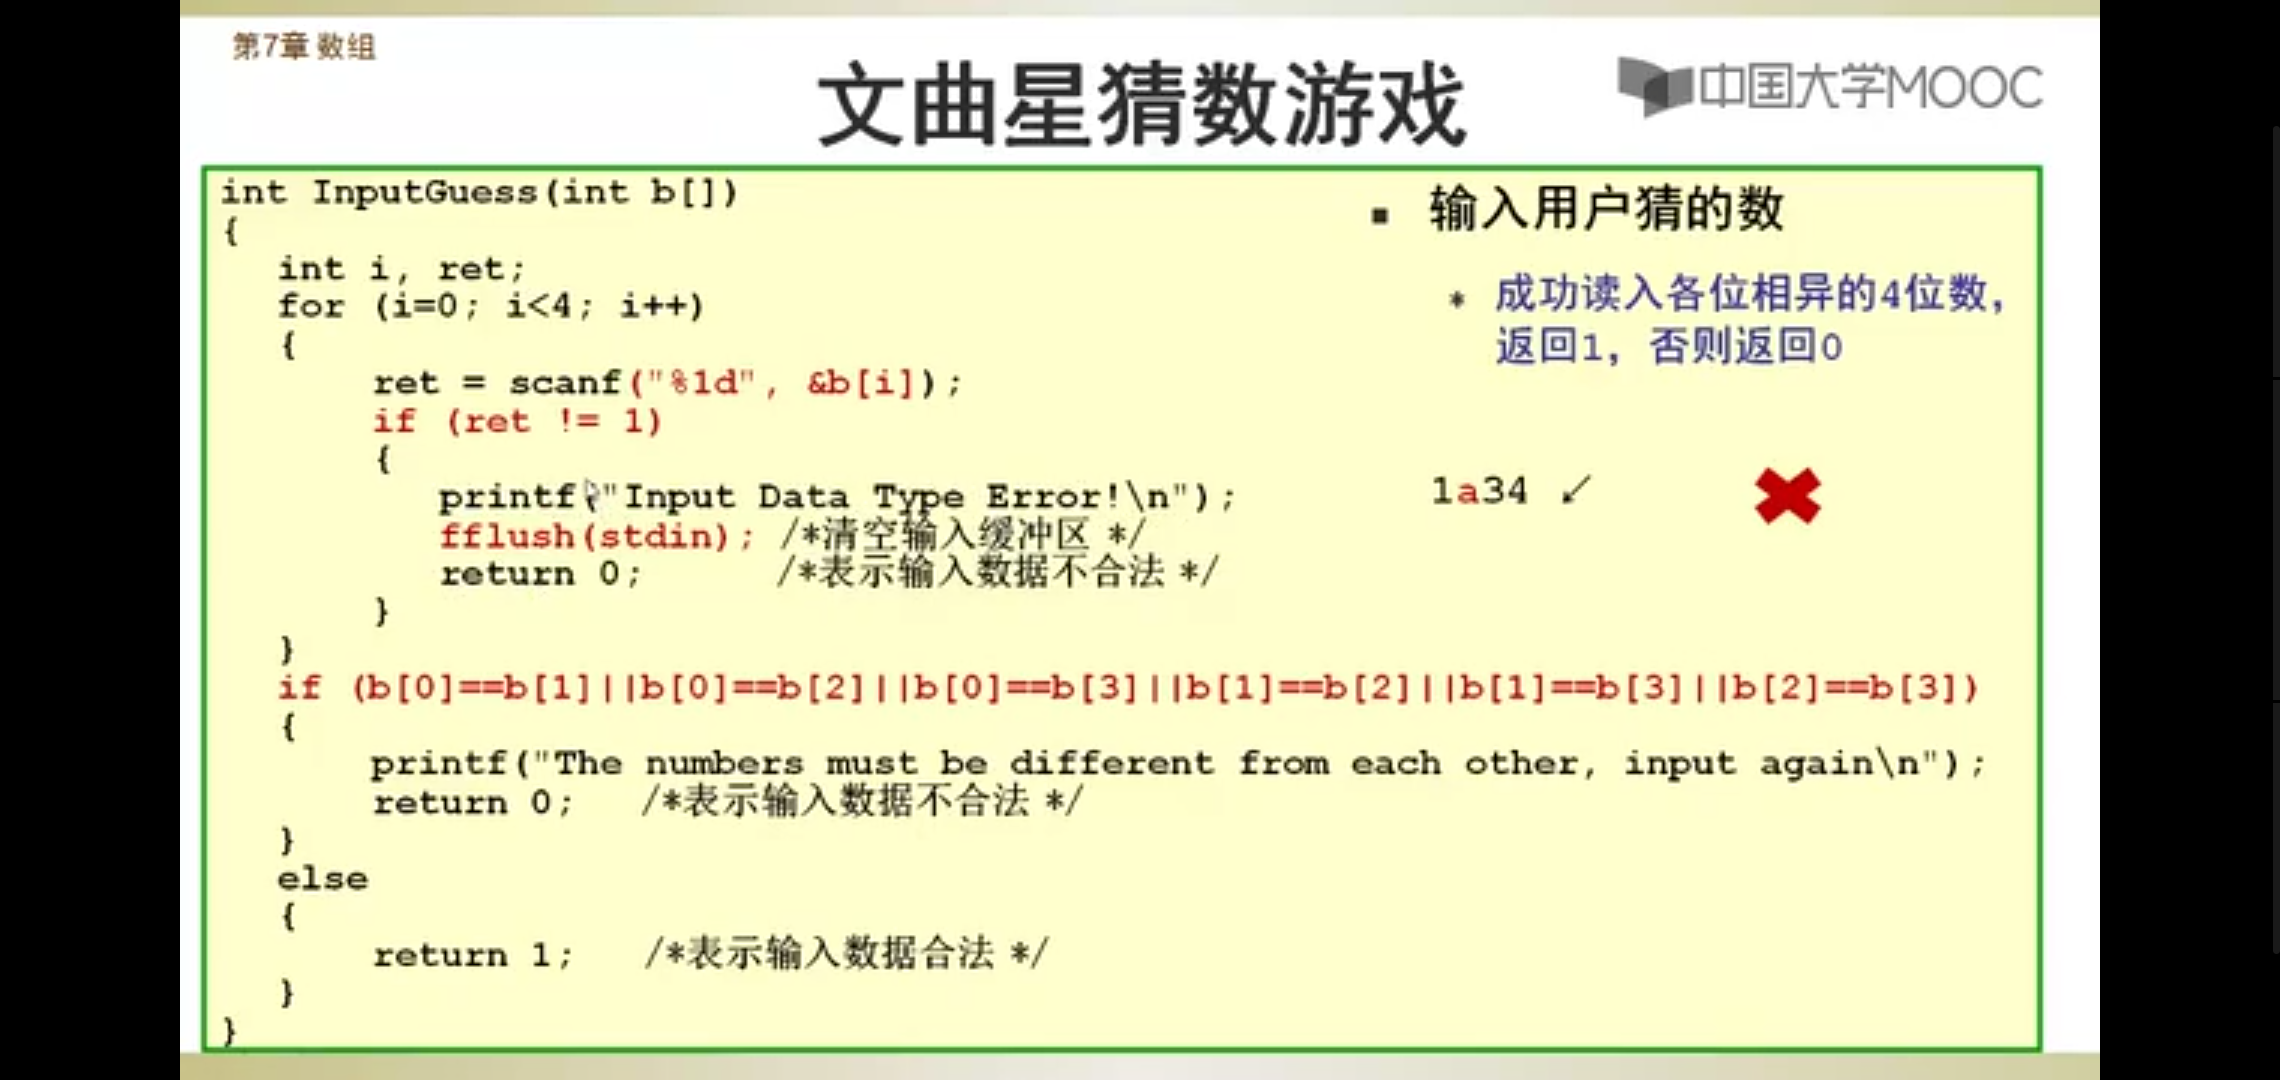 第7章 数组
文曲星猜数游戏
中国大学MOOC
int InputGuess(int b[])
{
int i, ret;
for (i=0; i<4; i++)
{
ret = scanf("%1d", &b[i]);
if (ret != 1)
{
printf("Input Data Type Error!\n");
fflush(stdin); /*清空输入缓冲区 */
return 0; /*表示输入数据不合法 */
}
}
if (b[0]==b[1]||b[0]==b[2]||b[0]==b[3]||b[1]==b[2]||b[1]==b[3]||b[2]==b[3])
{
printf("The numbers must be different from each other, input again\n");
return 0; /*表示输入数据不合法 */
}
else
{
return 1; /*表示输入数据合法 */
}
}
▪ 输入用户猜的数
* 成功读入各位相异的4位数，
返回1，否则返回0
1a34 ↙